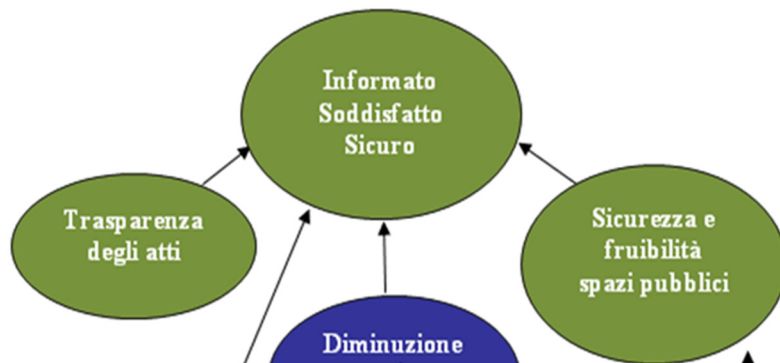 Informato
Soddisfatto
Sicuro
Trasparenza
degli atti
Sicurezza e
fruibilità
spazi pubblici
Diminuzione